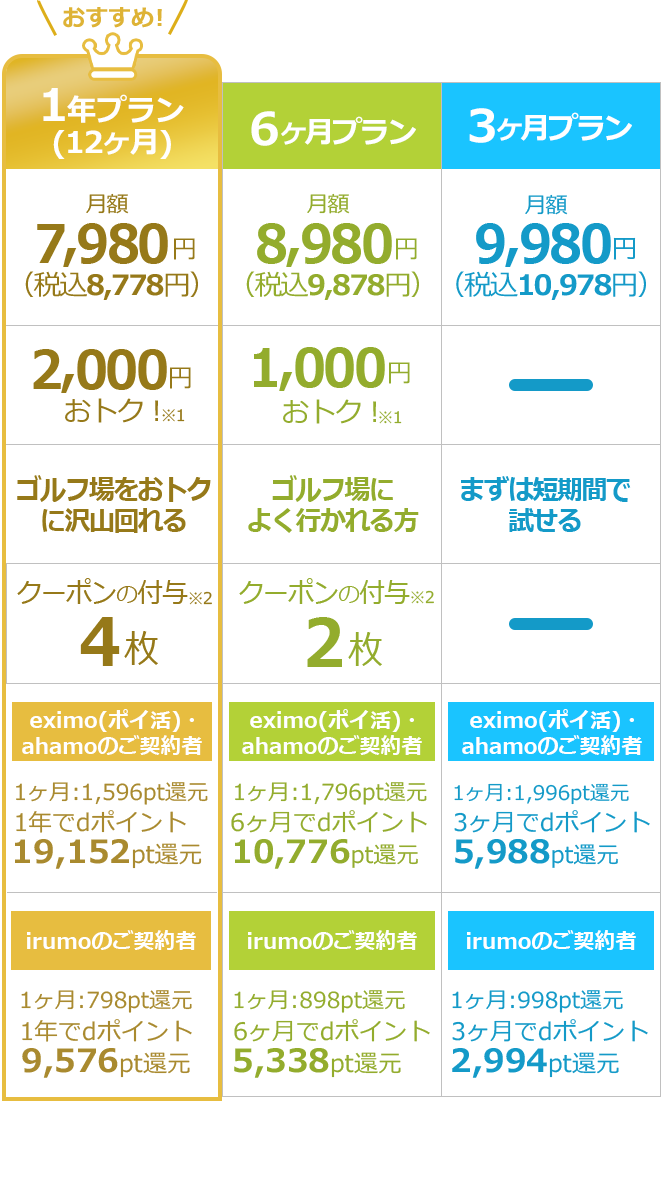 おすすめ!
1年プラン
(12ヶ月)
月額
7,980円
（税込8,778円）
2,000円
おトク！※1
ゴルフ場をおトク
に沢山回れる
クーポンの付与※2
4枚
eximo(ポイ活)・
ahamoのご契約者
1ヶ月:1,596pt還元
1年でdポイント
19,152pt還元
irumoのご契約者
1ヶ月:798pt還元
1年でdポイント
9,576pt還元
6ヶ月プラン
月額
8,980円
（税込9,878円）
1,000円
おトク！※1
ゴルフ場に
よく行かれる方
クーポンの付与※2
2枚
eximo(ポイ活)・
ahamoのご契約者
1ヶ月:1,796pt還元
6ヶ月でdポイント
10,776pt還元
irumoのご契約者
1ヶ月:898pt還元
6ヶ月でdポイント
5,338pt還元
3ヶ月プラン
月額
9,980円
（税込10,978円）
まずは短期間で
試せる
eximo(ポイ活)・
ahamoのご契約者
1ヶ月:1,996pt還元
3ヶ月でdポイント
5,988pt還元
irumoのご契約者
1ヶ月:998pt還元
3ヶ月でdポイント
2,994pt還元